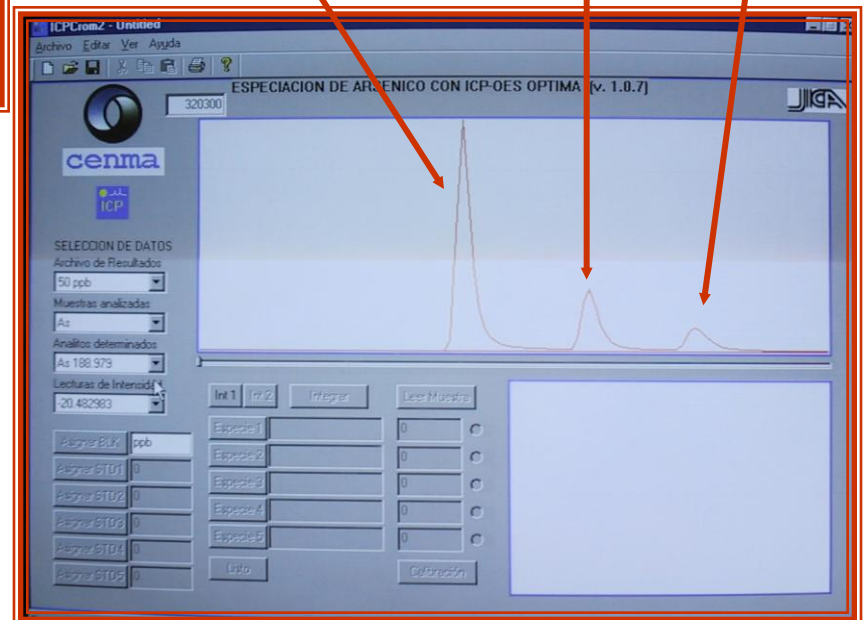 ICPCrom2 - Untitled
Archivo Editar Ver Ayuda
ESPECIACION DE ARSENICO CON ICP-OES OPTIMA (v. 1.0.7)
320300
JICA
cenma
ICP
SELECCION DE DATOS
Archivo de Resultados
50 ppb
Muestras analizadas
As
Analitos determinados
As 188.979
Lecturas de Intensidad
-20.482983
Int 1 Int 2 Integrar Leer Muestra
Asignar BLK ppb
Asignar STD1 0
Asignar STD2 0
Asignar STD3 0
Asignar STD4 0
Asignar STD5 0
Especie 1 0
Especie 2 0
Especie 3 0
Especie 4 0
Especie 5 0
Listo Calibración